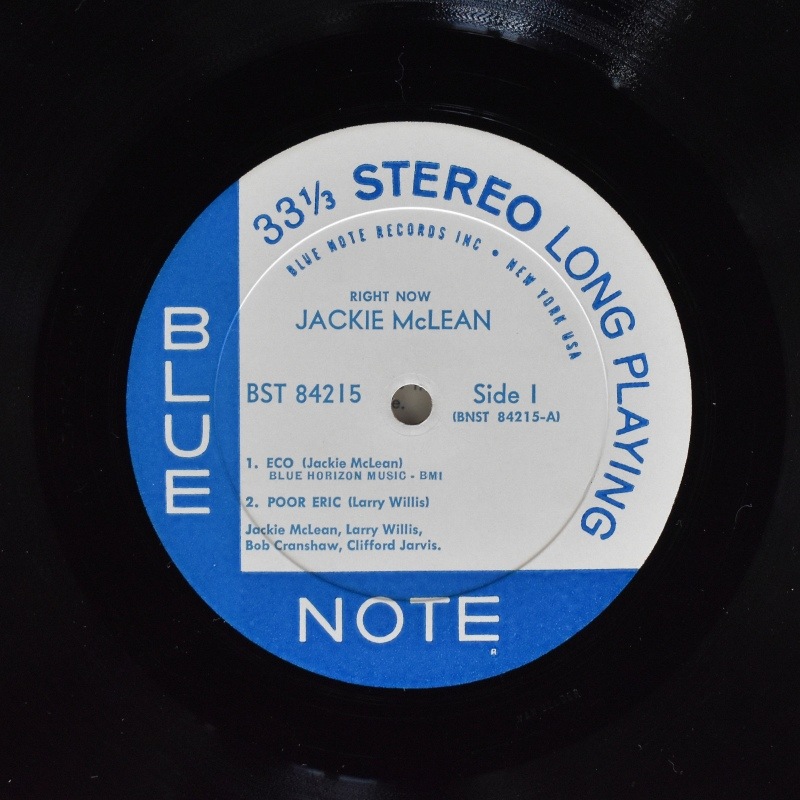 33⅓ STEREO LONG PLAYING
BLUE NOTE RECORDS INC • NEW YORK USA
RIGHT NOW
JACKIE McLEAN
BST 84215
Side 1
(BNST 84215-A)
1. ECO (Jackie McLean)
BLUE HORIZON MUSIC - BMI
2. POOR ERIC (Larry Willis)
Jackie McLean, Larry Willis,
Bob Cranshaw, Clifford Jarvis.
BLUE
NOTE
R